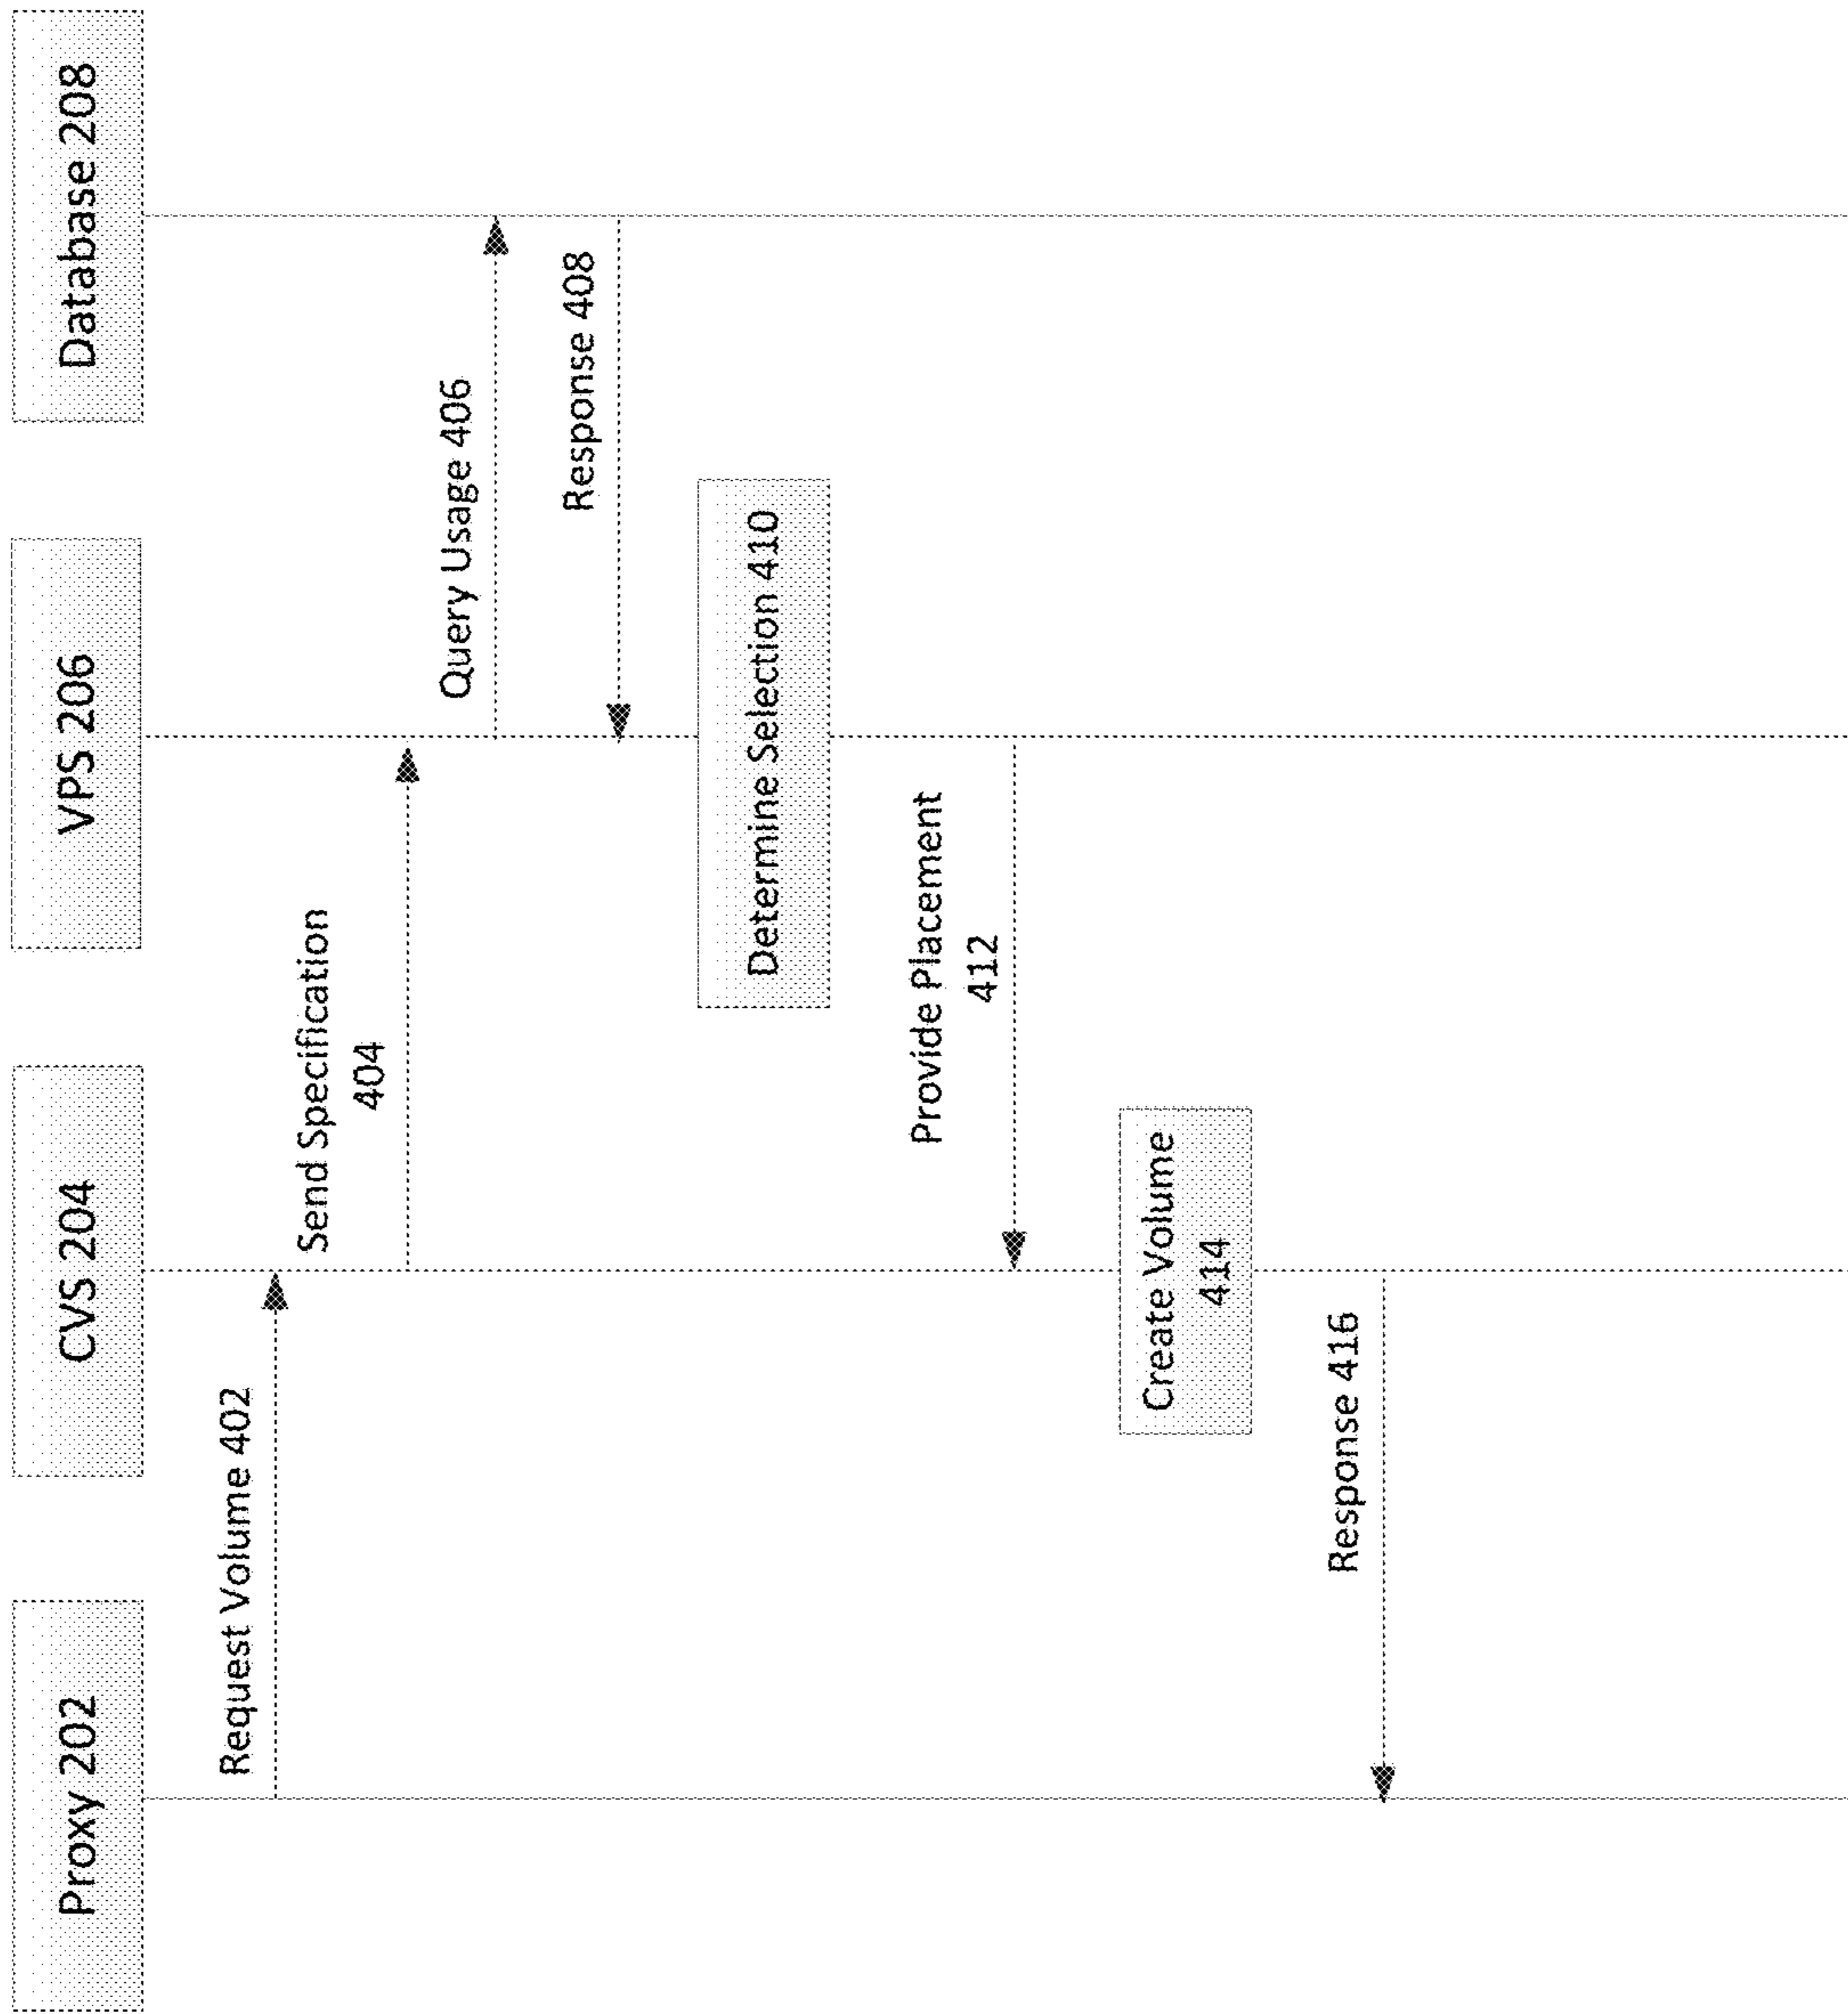 Proxy 202
CVS 204
VPS 206
Database 208
Request Volume 402
Send Specification
404
Query Usage 406
Response 408
Determine Selection 410
Provide Placement
412
Create Volume
414
Response 416